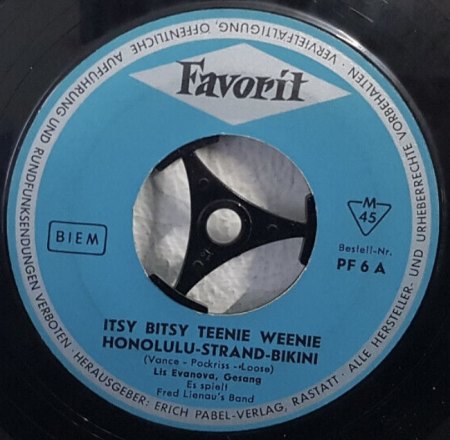 Favorit
BIEM
M
45
Bestell-Nr.
PF 6 A
ITSY BITSY TEENIE WEENIE
HONOLULU-STRAND-BIKINI
(Vance - Pockriss - Loose)
Lis Evanova, Gesang
Es spielt
Fred Lienau's Band
ALLE HERSTELLER- UND URHEBERRECHTE VORBEHALTEN · VERVIELFÄLTIGUNG, ÖFFENTLICHE AUFFÜHRUNG UND RUNDFUNKSENDUNGEN VERBOTEN · HERAUSGEBER: ERICH PABEL-VERLAG, RASTATT ·